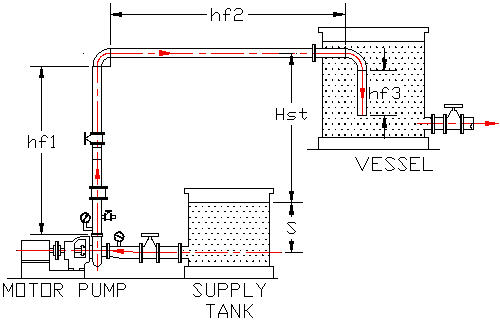 hf2
hf3
Hst
hf1
VESSEL
S
MOTOR PUMP
SUPPLY
TANK